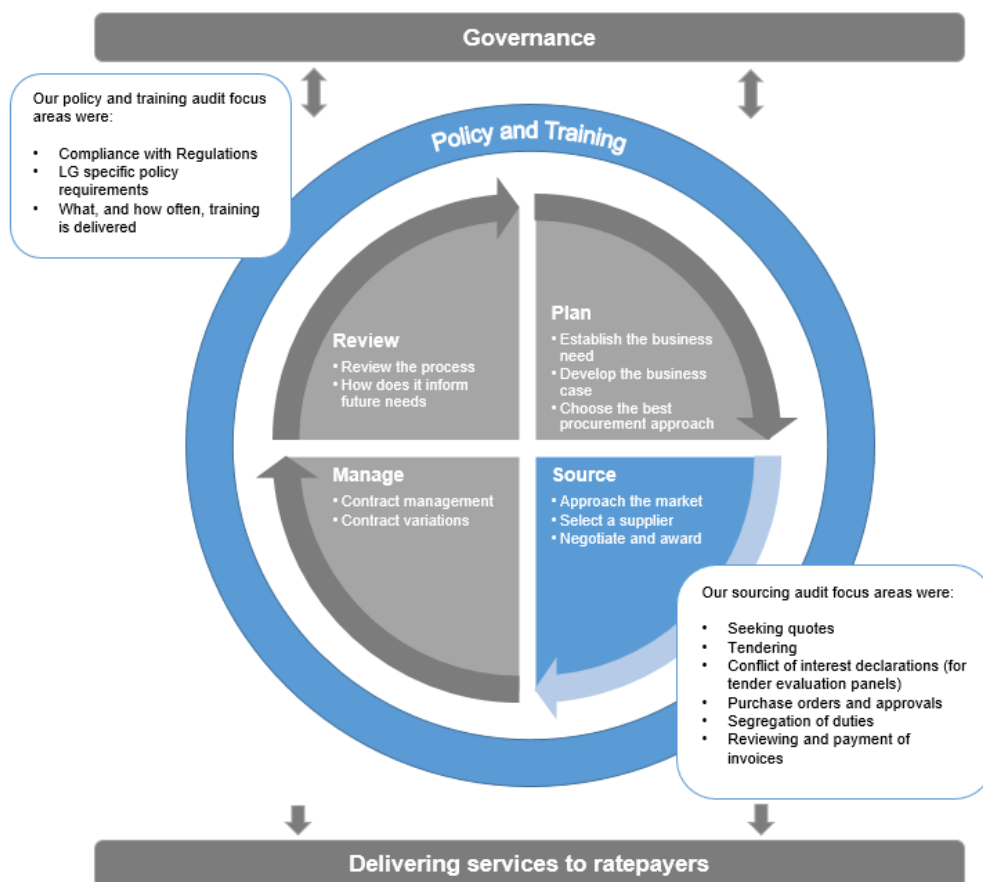 Governance
Our policy and training audit focus
areas were:
• Compliance with Regulations
• LG specific policy
requirements
• What, and how often, training
is delivered
Policy and Training
Review
• Review the process
• How does it inform
future needs
Plan
• Establish the business
need
• Develop the business
case
• Choose the best
procurement approach
Manage
• Contract management
• Contract variations
Source
• Approach the market
• Select a supplier
• Negotiate and award
Our sourcing audit focus areas were:
• Seeking quotes
• Tendering
• Conflict of interest declarations (for
tender evaluation panels)
• Purchase orders and approvals
• Segregation of duties
• Reviewing and payment of
invoices
Delivering services to ratepayers